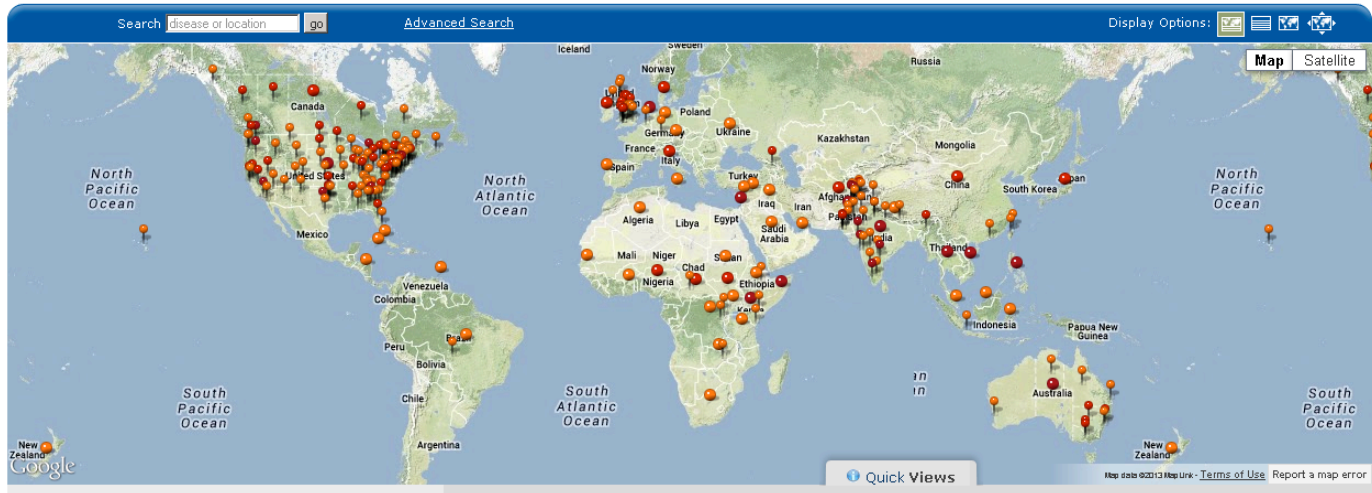 Search disease or location go Advanced Search Display Options:
Map Satellite
Iceland
Sweden
Norway
Russia
Canada
Poland
Germany
Ukraine
Kazakhstan
Mongolia
France
Italy
Spain
Turkey
North
Pacific
Ocean
United States
North
Atlantic
Ocean
China
South Korea
Japan
North
Pacific
Ocean
Iraq
Iran
Afghanistan
Pakistan
Algeria
Libya
Egypt
Saudi
Arabia
India
Mexico
Mali
Niger
Chad
Sudan
Thailand
Nigeria
Ethiopia
Venezuela
Colombia
Kenya
Indonesia
Papua New
Guinea
Brazil
Peru
Bolivia
South
Pacific
Ocean
Chile
South
Atlantic
Ocean
an
n
Australia
South
Pacific
Ocean
Argentina
New
Zealand
New
Zealand
Google
Quick Views
Map data ©2013 MapLink - Terms of Use Report a map error